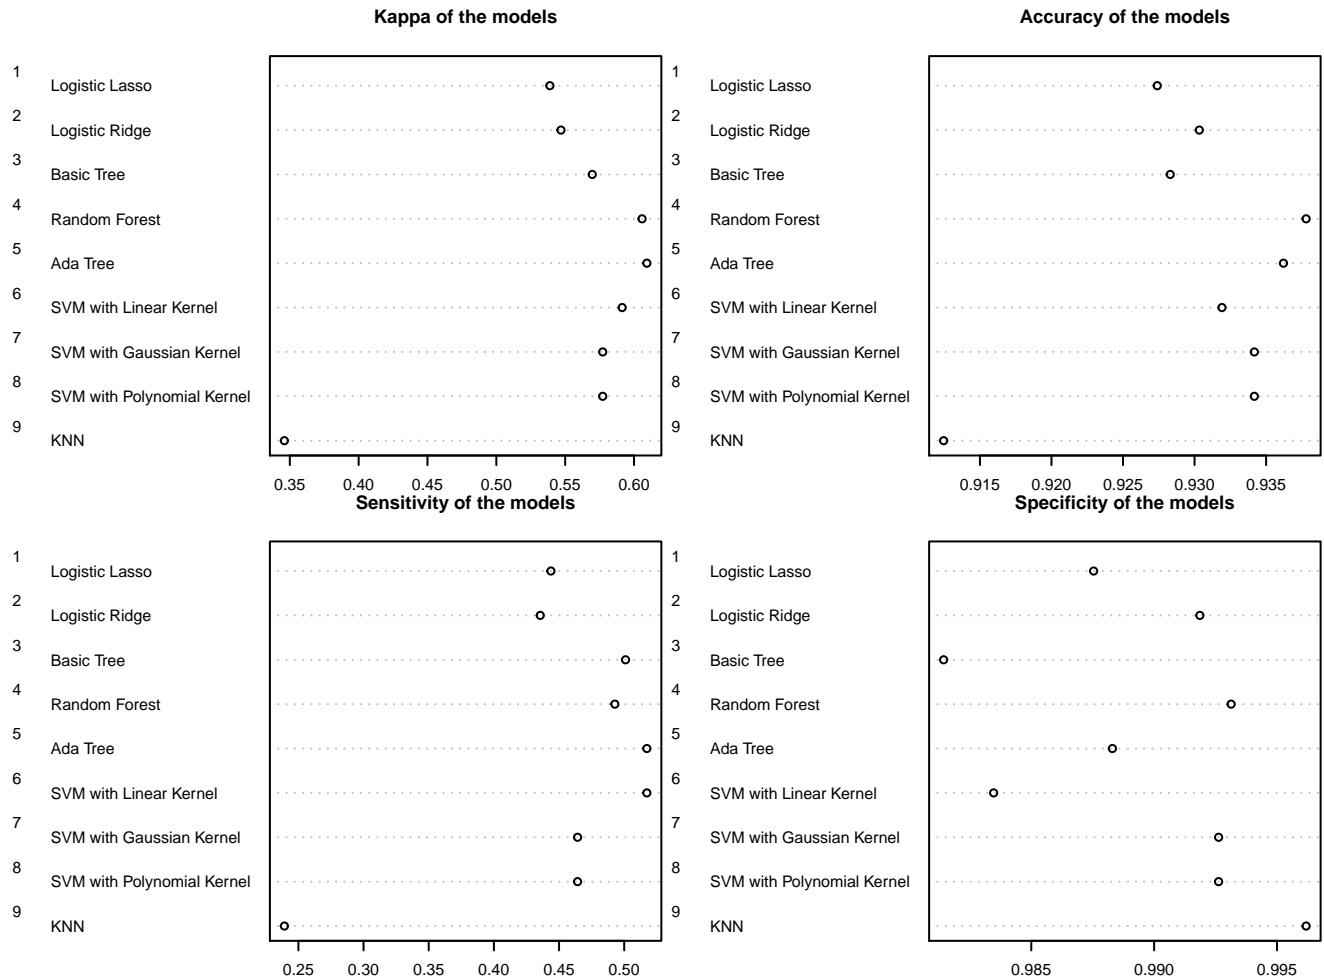 Kappa of the models
1
Logistic Lasso
2
Logistic Ridge
3
Basic Tree
4
Random Forest
5
Ada Tree
6
SVM with Linear Kernel
7
SVM with Gaussian Kernel
8
SVM with Polynomial Kernel
9
KNN
0.35 0.40 0.45 0.50 0.55 0.60
Accuracy of the models
1
Logistic Lasso
2
Logistic Ridge
3
Basic Tree
4
Random Forest
5
Ada Tree
6
SVM with Linear Kernel
7
SVM with Gaussian Kernel
8
SVM with Polynomial Kernel
9
KNN
0.915 0.920 0.925 0.930 0.935
Sensitivity of the models
1
Logistic Lasso
2
Logistic Ridge
3
Basic Tree
4
Random Forest
5
Ada Tree
6
SVM with Linear Kernel
7
SVM with Gaussian Kernel
8
SVM with Polynomial Kernel
9
KNN
0.25 0.30 0.35 0.40 0.45 0.50
Specificity of the models
1
Logistic Lasso
2
Logistic Ridge
3
Basic Tree
4
Random Forest
5
Ada Tree
6
SVM with Linear Kernel
7
SVM with Gaussian Kernel
8
SVM with Polynomial Kernel
9
KNN
0.985 0.990 0.995